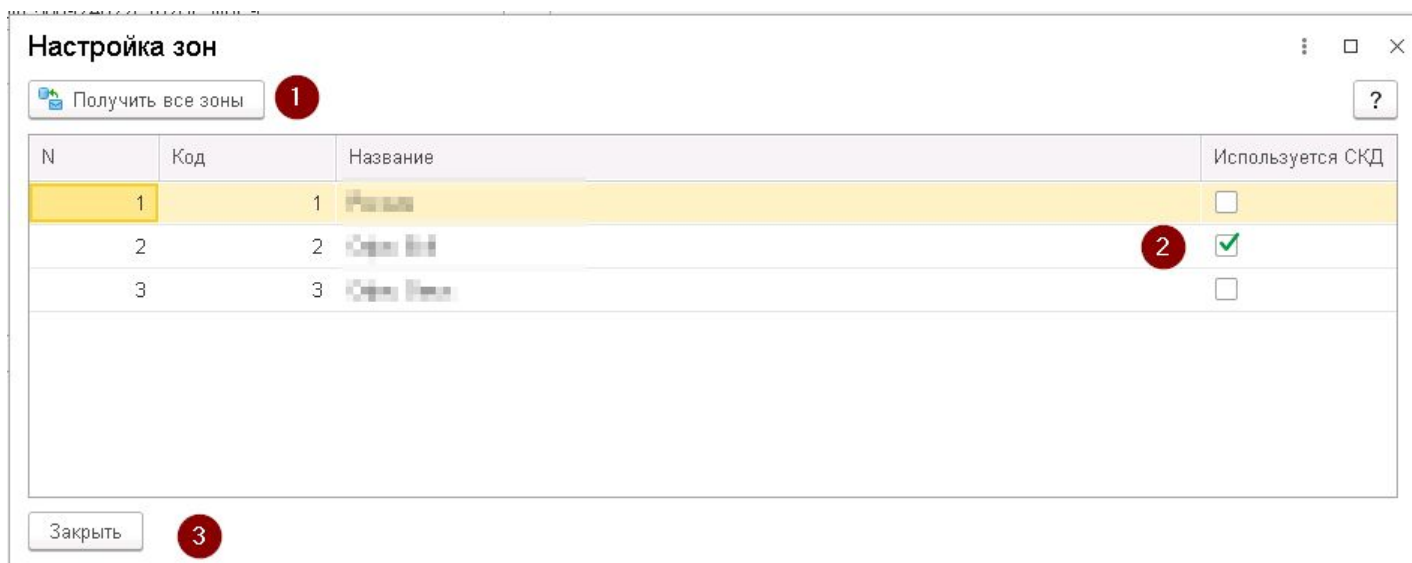 Настройка зон
Получить все зоны 1
?
N Код Название Используется СКД
1 1
2 2 2
3 3
Закрыть 3